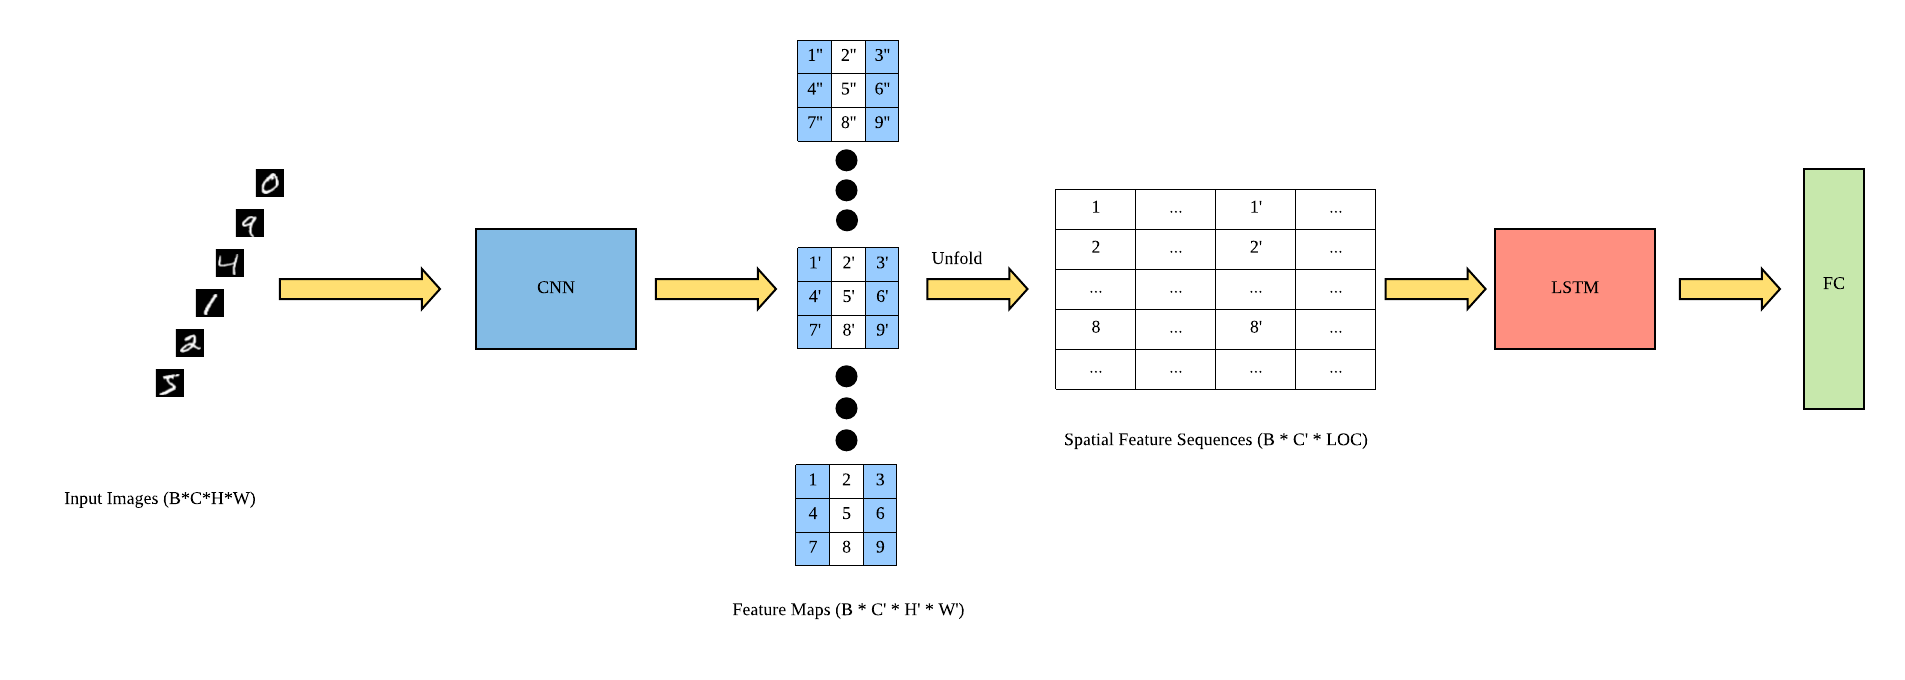 1" 2" 3"
4" 5" 6"
7" 8" 9"
0
9
4
1
2
5
CNN
1' 2' 3'
4' 5' 6'
7' 8' 9'
Unfold
1 ... 1' ...
2 ... 2' ...
... ... ... ...
8 ... 8' ...
... ... ... ...
LSTM
FC
Spatial Feature Sequences (B * C' * LOC)
Input Images (B*C*H*W)
1 2 3
4 5 6
7 8 9
Feature Maps (B * C' * H' * W')